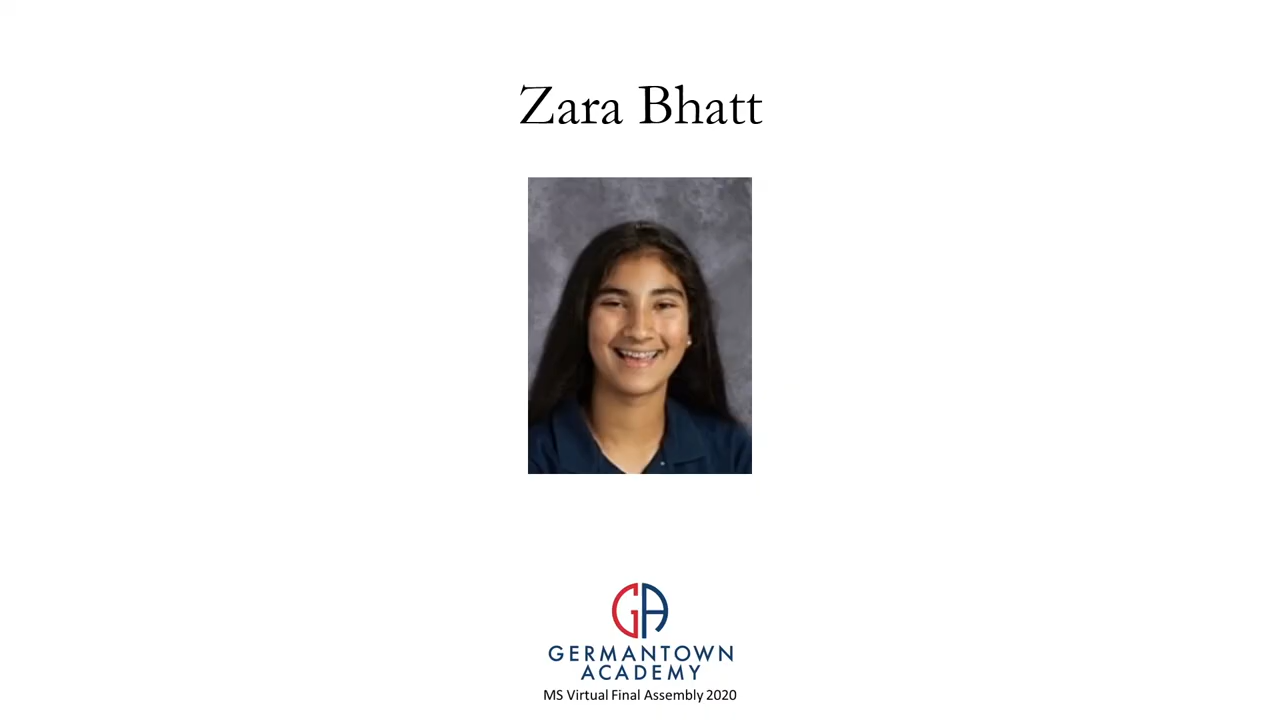 Zara Bhatt
GA
GERMANTOWN
ACADEMY
MS Virtual Final Assembly 2020